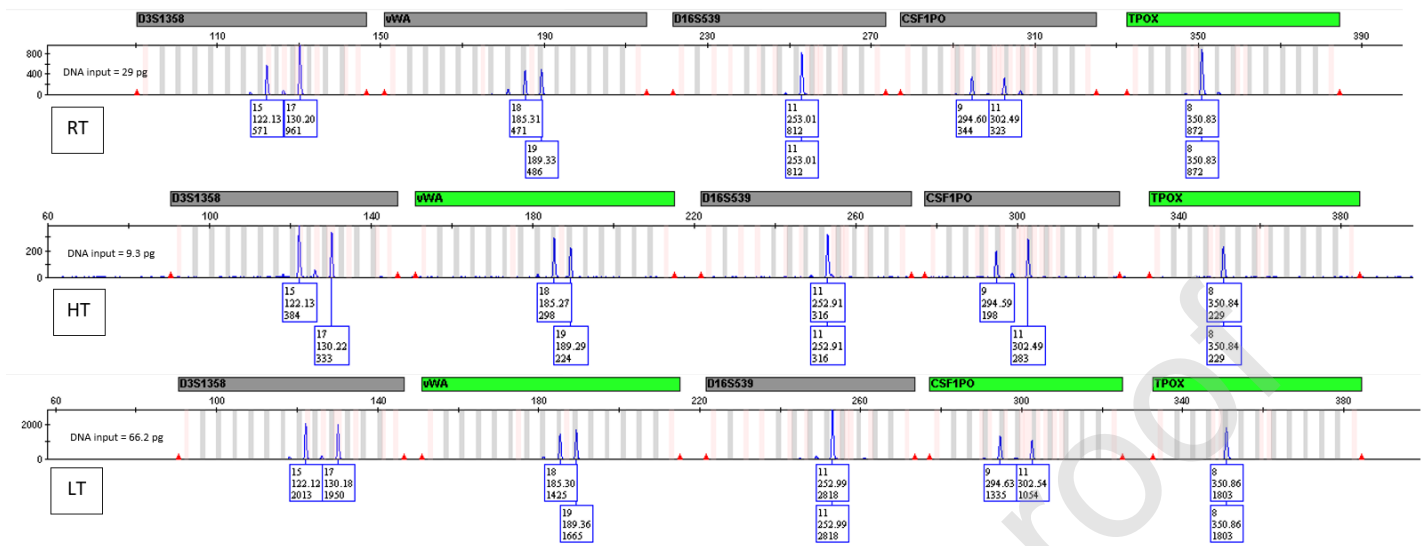 D3S1358 vWA D16S539 CSF1PO TPOX
110 150 190 230 270 310 350 390
800
400
0
DNA input = 29 pg
RT
15 17 18 11 9 11 8
122.13 130.20 185.31 253.01 294.60 302.49 350.83
571 961 471 812 344 323 872
19 11 8
189.33 253.01 350.83
486 812 872
D3S1358 vWA D16S539 CSF1PO TPOX
60 100 140 180 220 260 300 340 380
200
0
DNA input = 9.3 pg
HT
15 18 11 9 8
122.13 185.27 252.91 294.59 350.84
384 298 316 198 229
17 19 11 11 8
130.22 189.29 252.91 302.49 350.84
333 224 316 283 229
D3S1358 vWA D16S539 CSF1PO TPOX
60 100 140 180 220 260 300 340 380
2000
0
DNA input = 66.2 pg
LT
15 17 18 11 9 11 8
122.12 130.18 185.30 252.99 294.63 302.54 350.86
2013 1950 1425 2818 1335 1054 1803
19 11 8
189.36 252.99 350.86
1665 2818 1803
roof